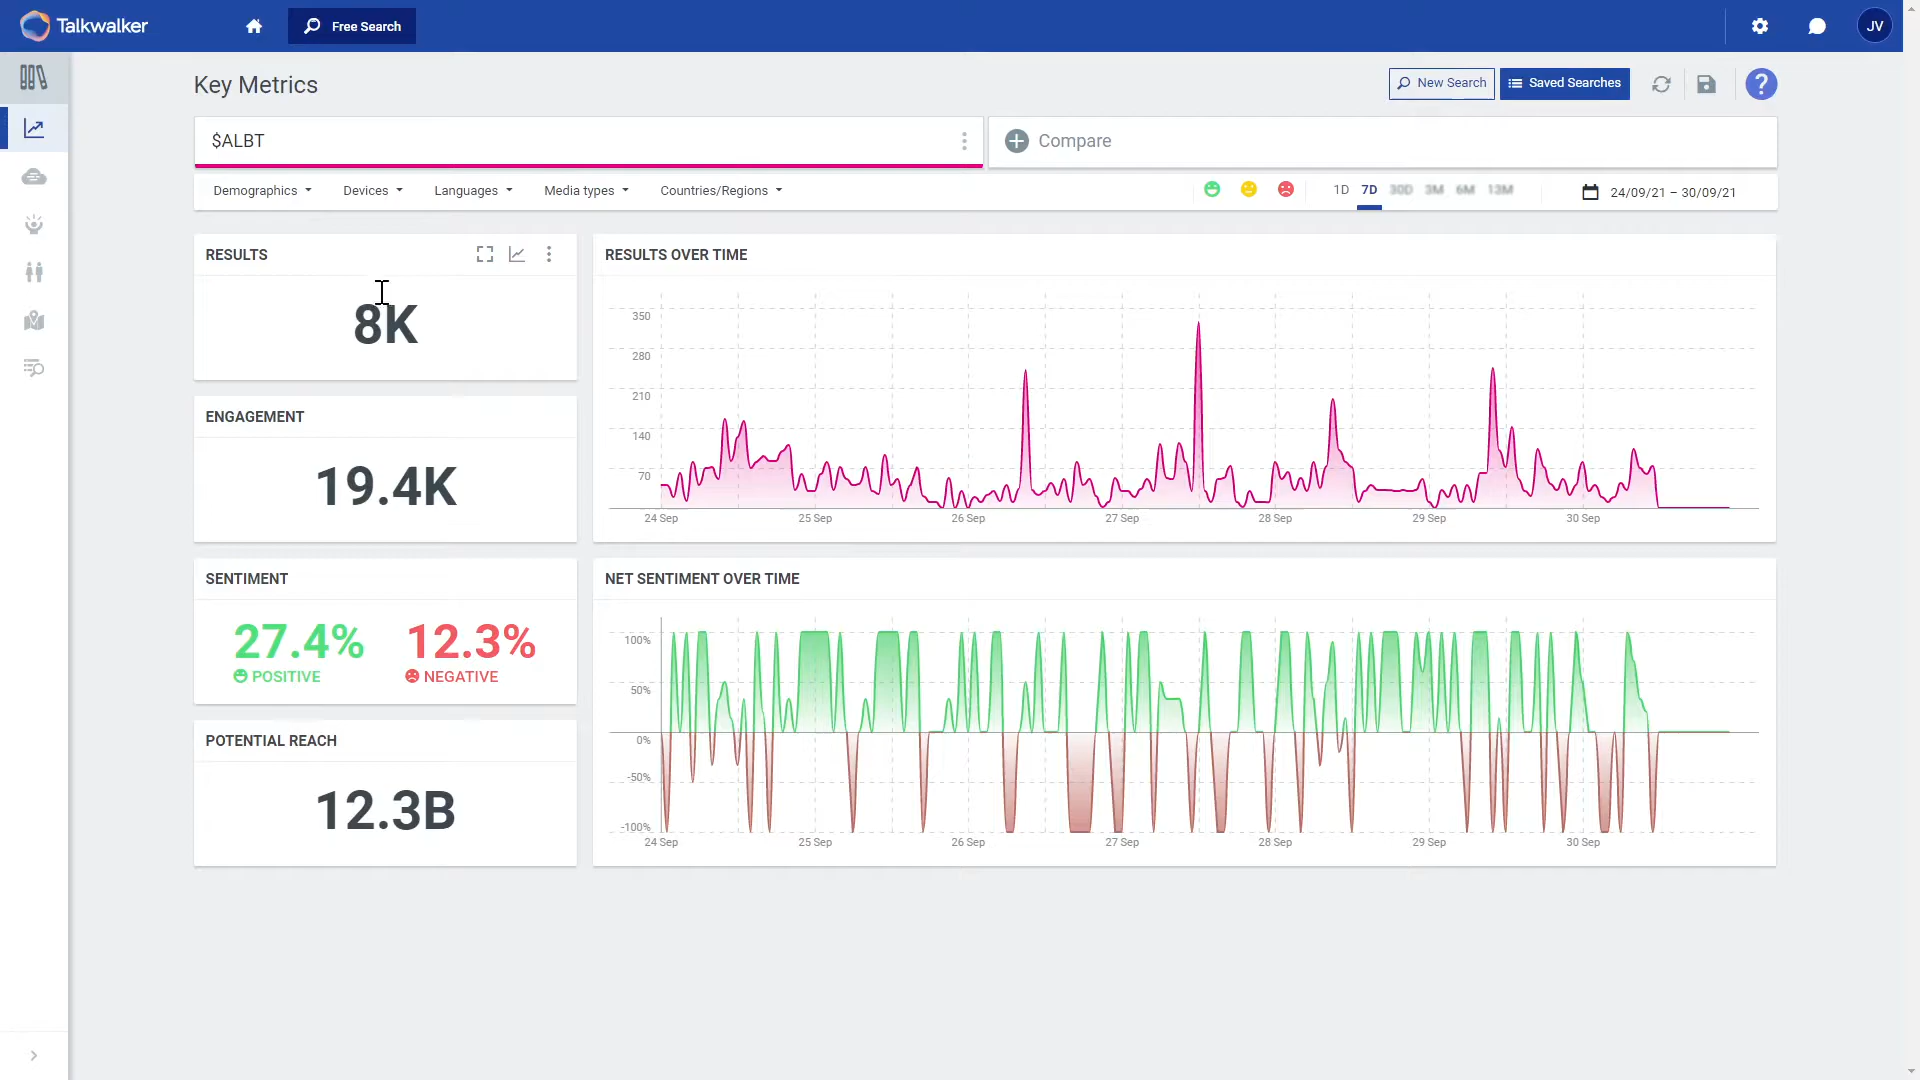 Talkwalker
Free Search
JV
Key Metrics
New Search
Saved Searches
?
$ALBT
Compare
Demographics
Devices
Languages
Media types
Countries/Regions
1D 7D 30D 3M 6M 13M
24/09/21 – 30/09/21
RESULTS
8K
RESULTS OVER TIME
350
280
210
140
70
24 Sep 25 Sep 26 Sep 27 Sep 28 Sep 29 Sep 30 Sep
ENGAGEMENT
19.4K
SENTIMENT
27.4% 12.3%
POSITIVE NEGATIVE
NET SENTIMENT OVER TIME
100%
50%
0%
-50%
-100%
24 Sep 25 Sep 26 Sep 27 Sep 28 Sep 29 Sep 30 Sep
POTENTIAL REACH
12.3B